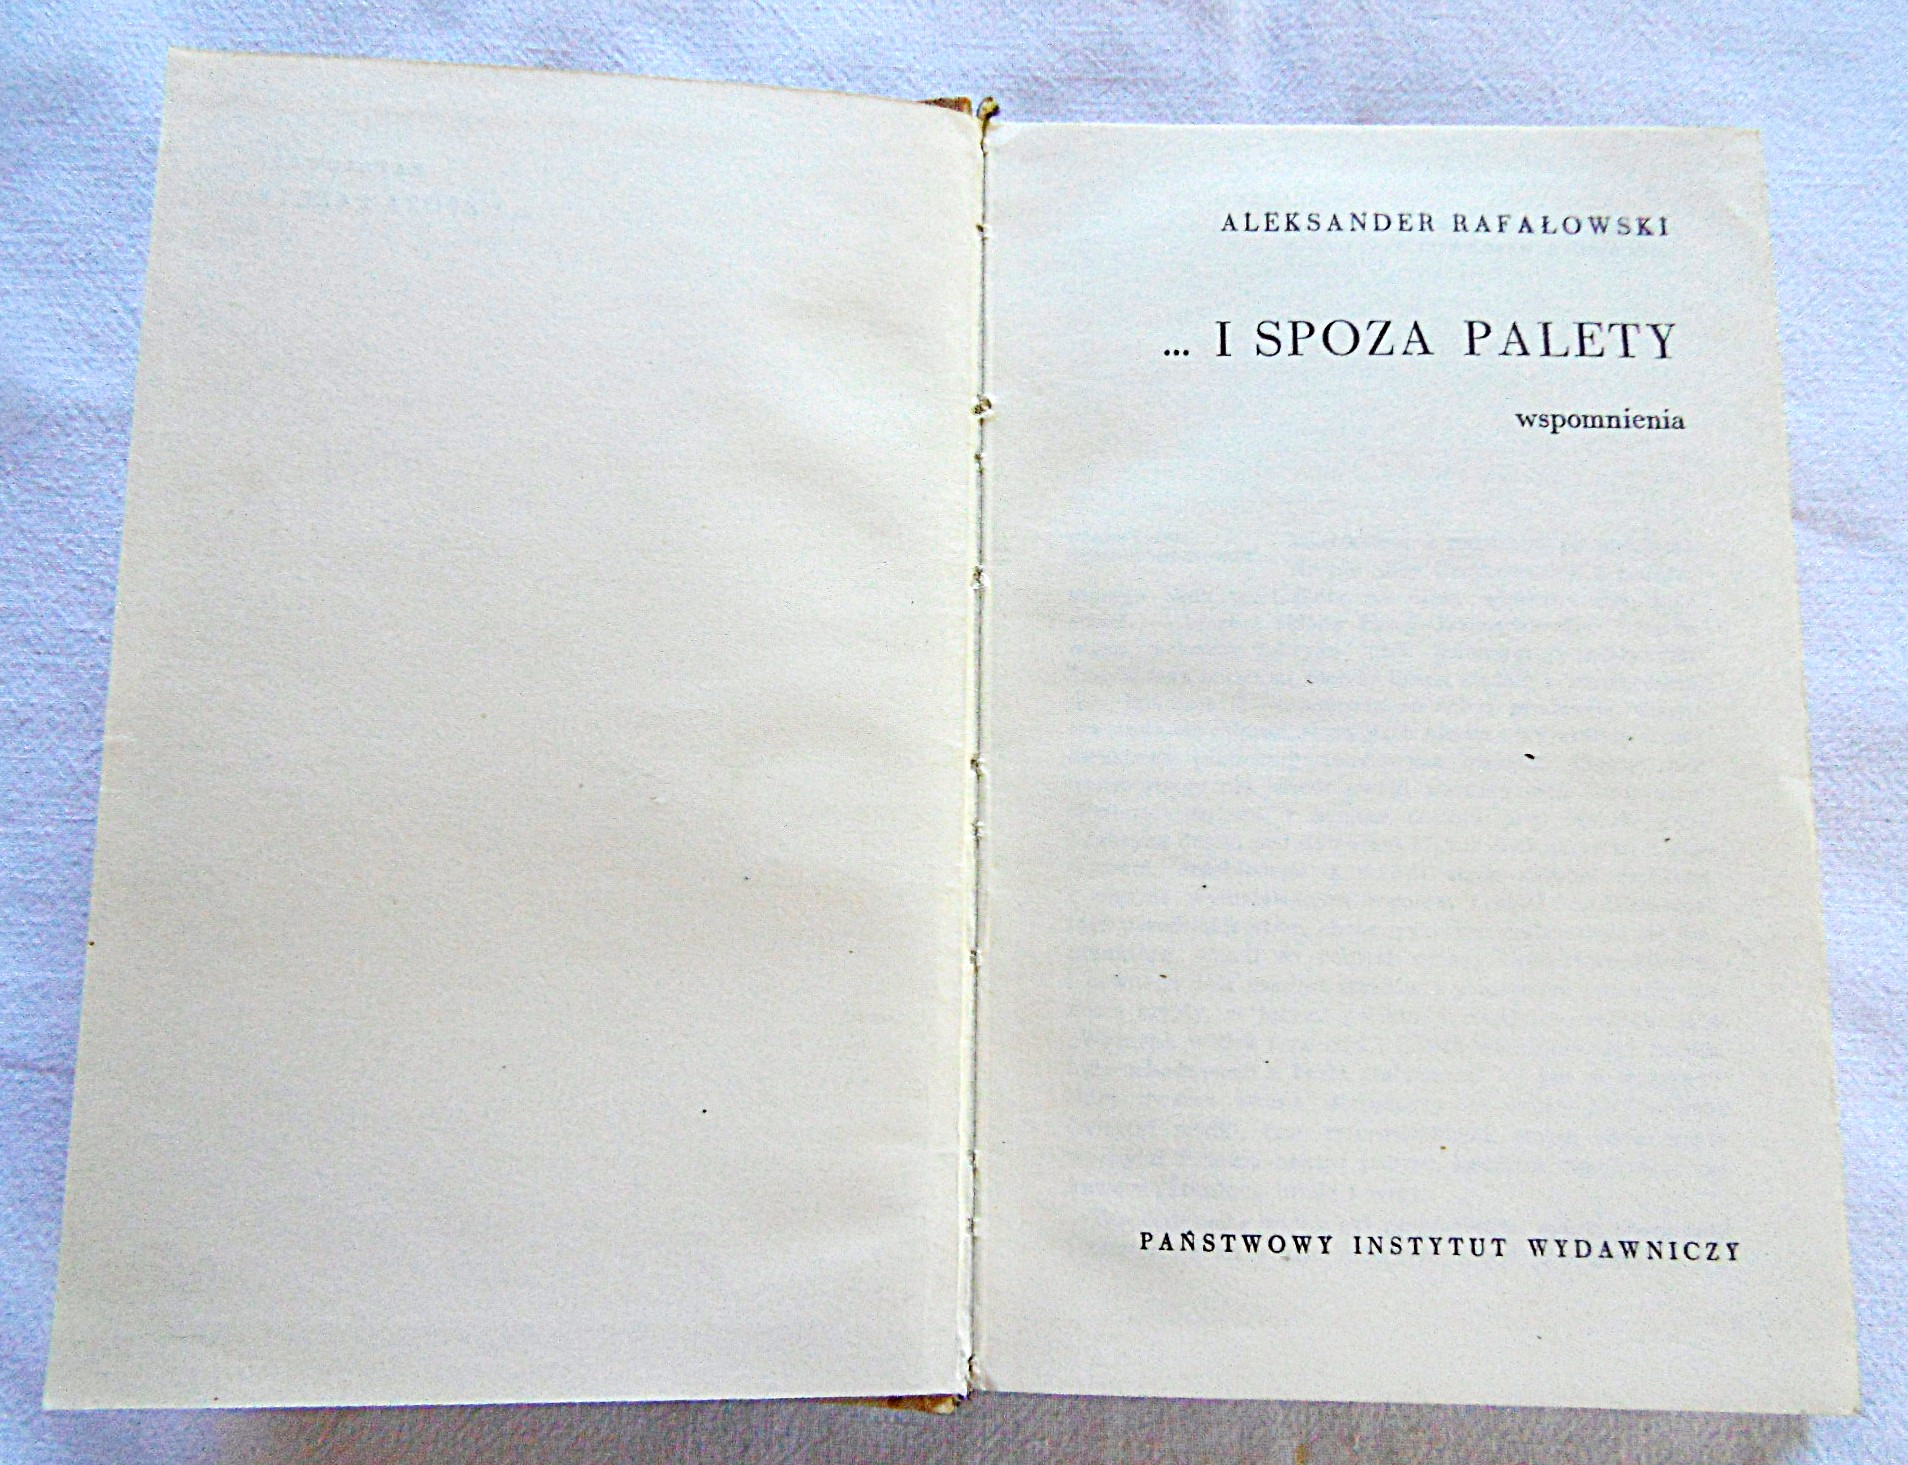 ALEKSANDER RAFAŁOWSKI
... I SPOZA PALETY
wspomnienia
PAŃSTWOWY INSTYTUT WYDAWNICZY